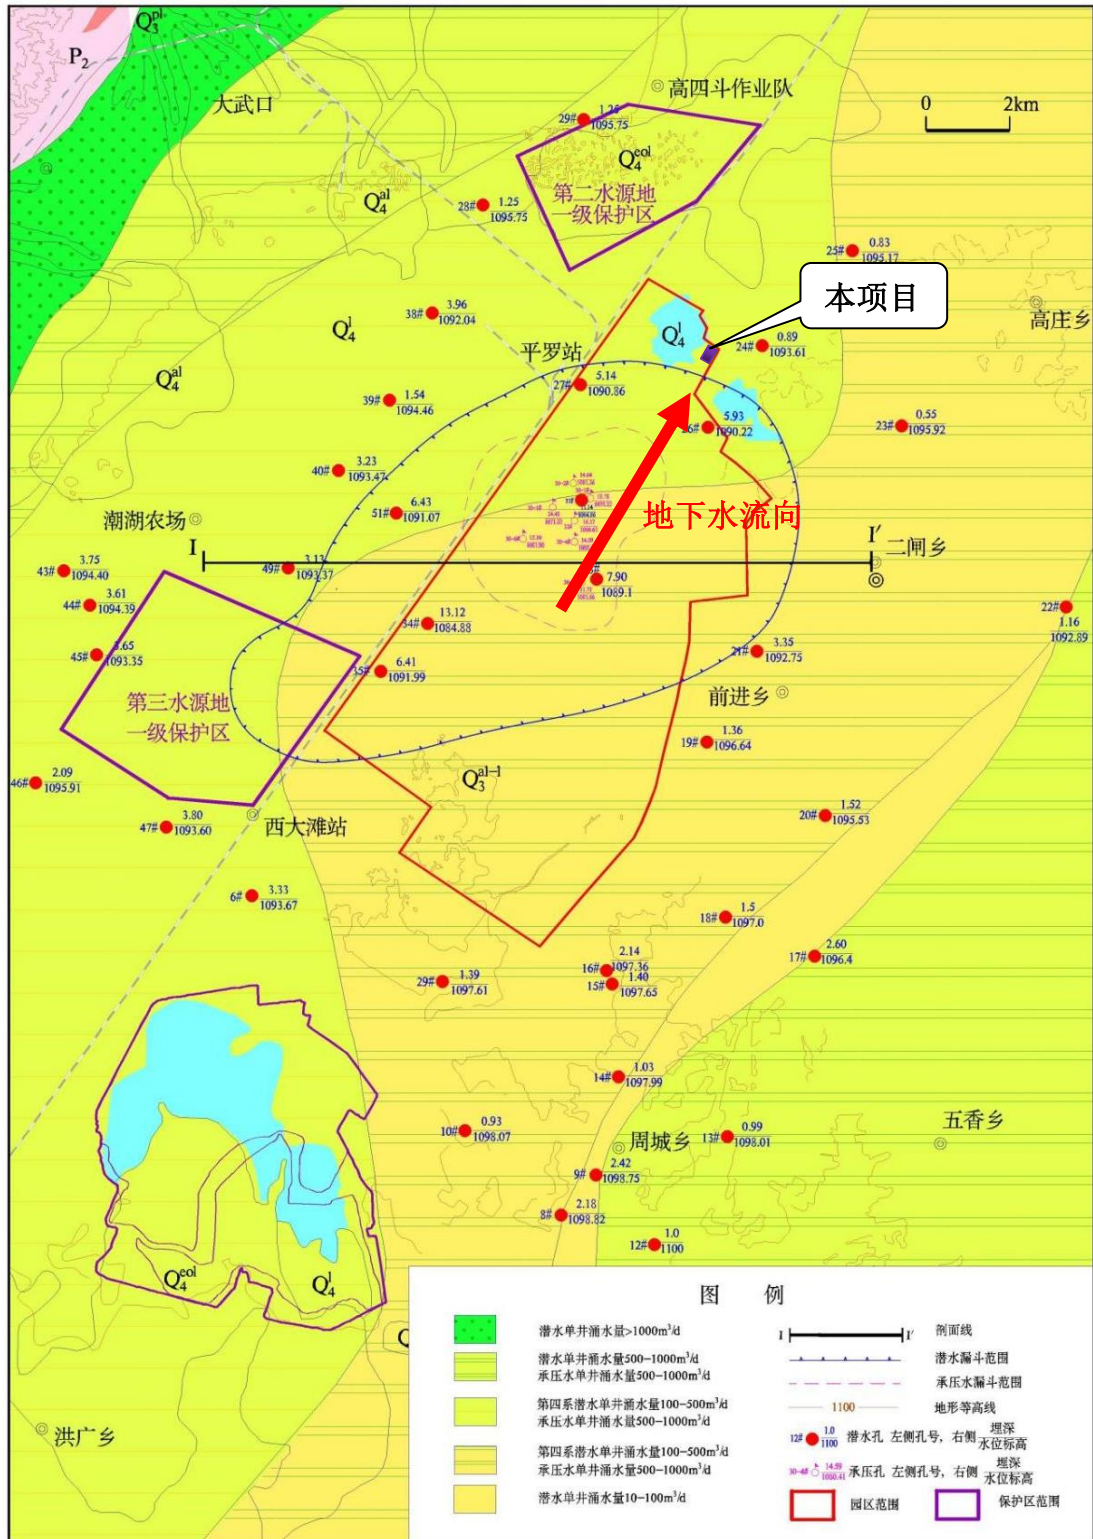 Q₃ᵖˡ
P₂
大武口
高四斗作业队
0 2km
29# 1.25
1095.75
Q₄ᵉᵒˡ
第二水源地
一级保护区
Q₄ᵃˡ
28# 1.25
1095.75
25# 0.83
1095.17
本项目
高庄乡
38# 3.96
1092.04
Q₄ˡ
Q₄ˡ
24# 0.89
1093.61
平罗站
27# 5.14
1090.86
Q₄ᵃˡ
39# 1.54
1094.46
26# 5.93
1090.22
23# 0.55
1095.92
40# 3.23
1093.47
51# 6.43
1091.07
地下水流向
潮湖农场
I I′
二闸乡
43# 3.75
1094.40
49# 3.13
1093.37
7.90
1089.1
44# 3.61
1094.39
34# 13.12
1084.88
22#
1.16
1092.89
45# 3.65
1093.35
35# 6.41
1091.99
21# 3.35
1092.75
第三水源地
一级保护区
前进乡
19# 1.36
1096.64
46# 2.09
1095.91
Q₃ᵃˡ⁻ˡ
47# 3.80
1093.60
西大滩站
20# 1.52
1095.53
6# 3.33
1093.67
18# 1.5
1097.0
17# 2.60
1096.4
16# 2.14
1097.36
29# 1.39
1097.61
15# 1.40
1097.65
14# 1.03
1097.99
10# 0.93
1098.07
周城乡
13# 0.99
1098.01
五香乡
9# 2.42
1098.75
8# 2.18
1098.82
12# 1.0
1100
Q₄ᵉᵒˡ
Q₄ˡ
洪广乡
图 例
潜水单井涌水量>1000m³/d
潜水单井涌水量500-1000m³/d
承压水单井涌水量500-1000m³/d
第四系潜水单井涌水量100-500m³/d
承压水单井涌水量500-1000m³/d
第四系潜水单井涌水量100-500m³/d
承压水单井涌水量500-1000m³/d
潜水单井涌水量10-100m³/d
I I′ 剖面线
潜水漏斗范围
承压水漏斗范围
1100 地形等高线
12# 1.0
1100 潜水孔 左侧孔号，右侧 埋深
水位标高
承压孔 左侧孔号，右侧 埋深
水位标高
园区范围
保护区范围